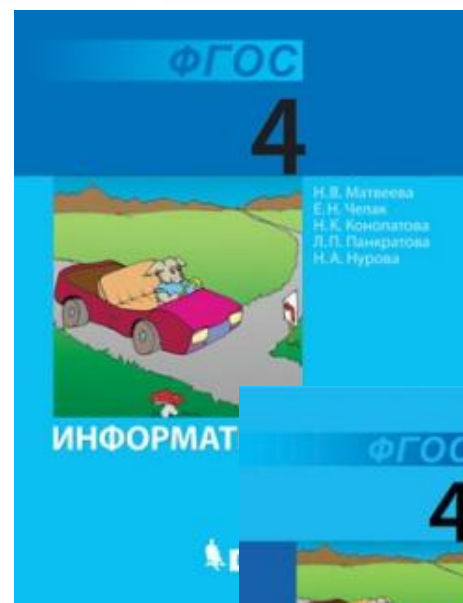 ФГОС
4
Н. В. Матвеева
Е. Н. Челак
Н. К. Конопатова
Л. П. Панкратова
Н. А. Нурова
ИНФОРМАТ
ФГОС
4